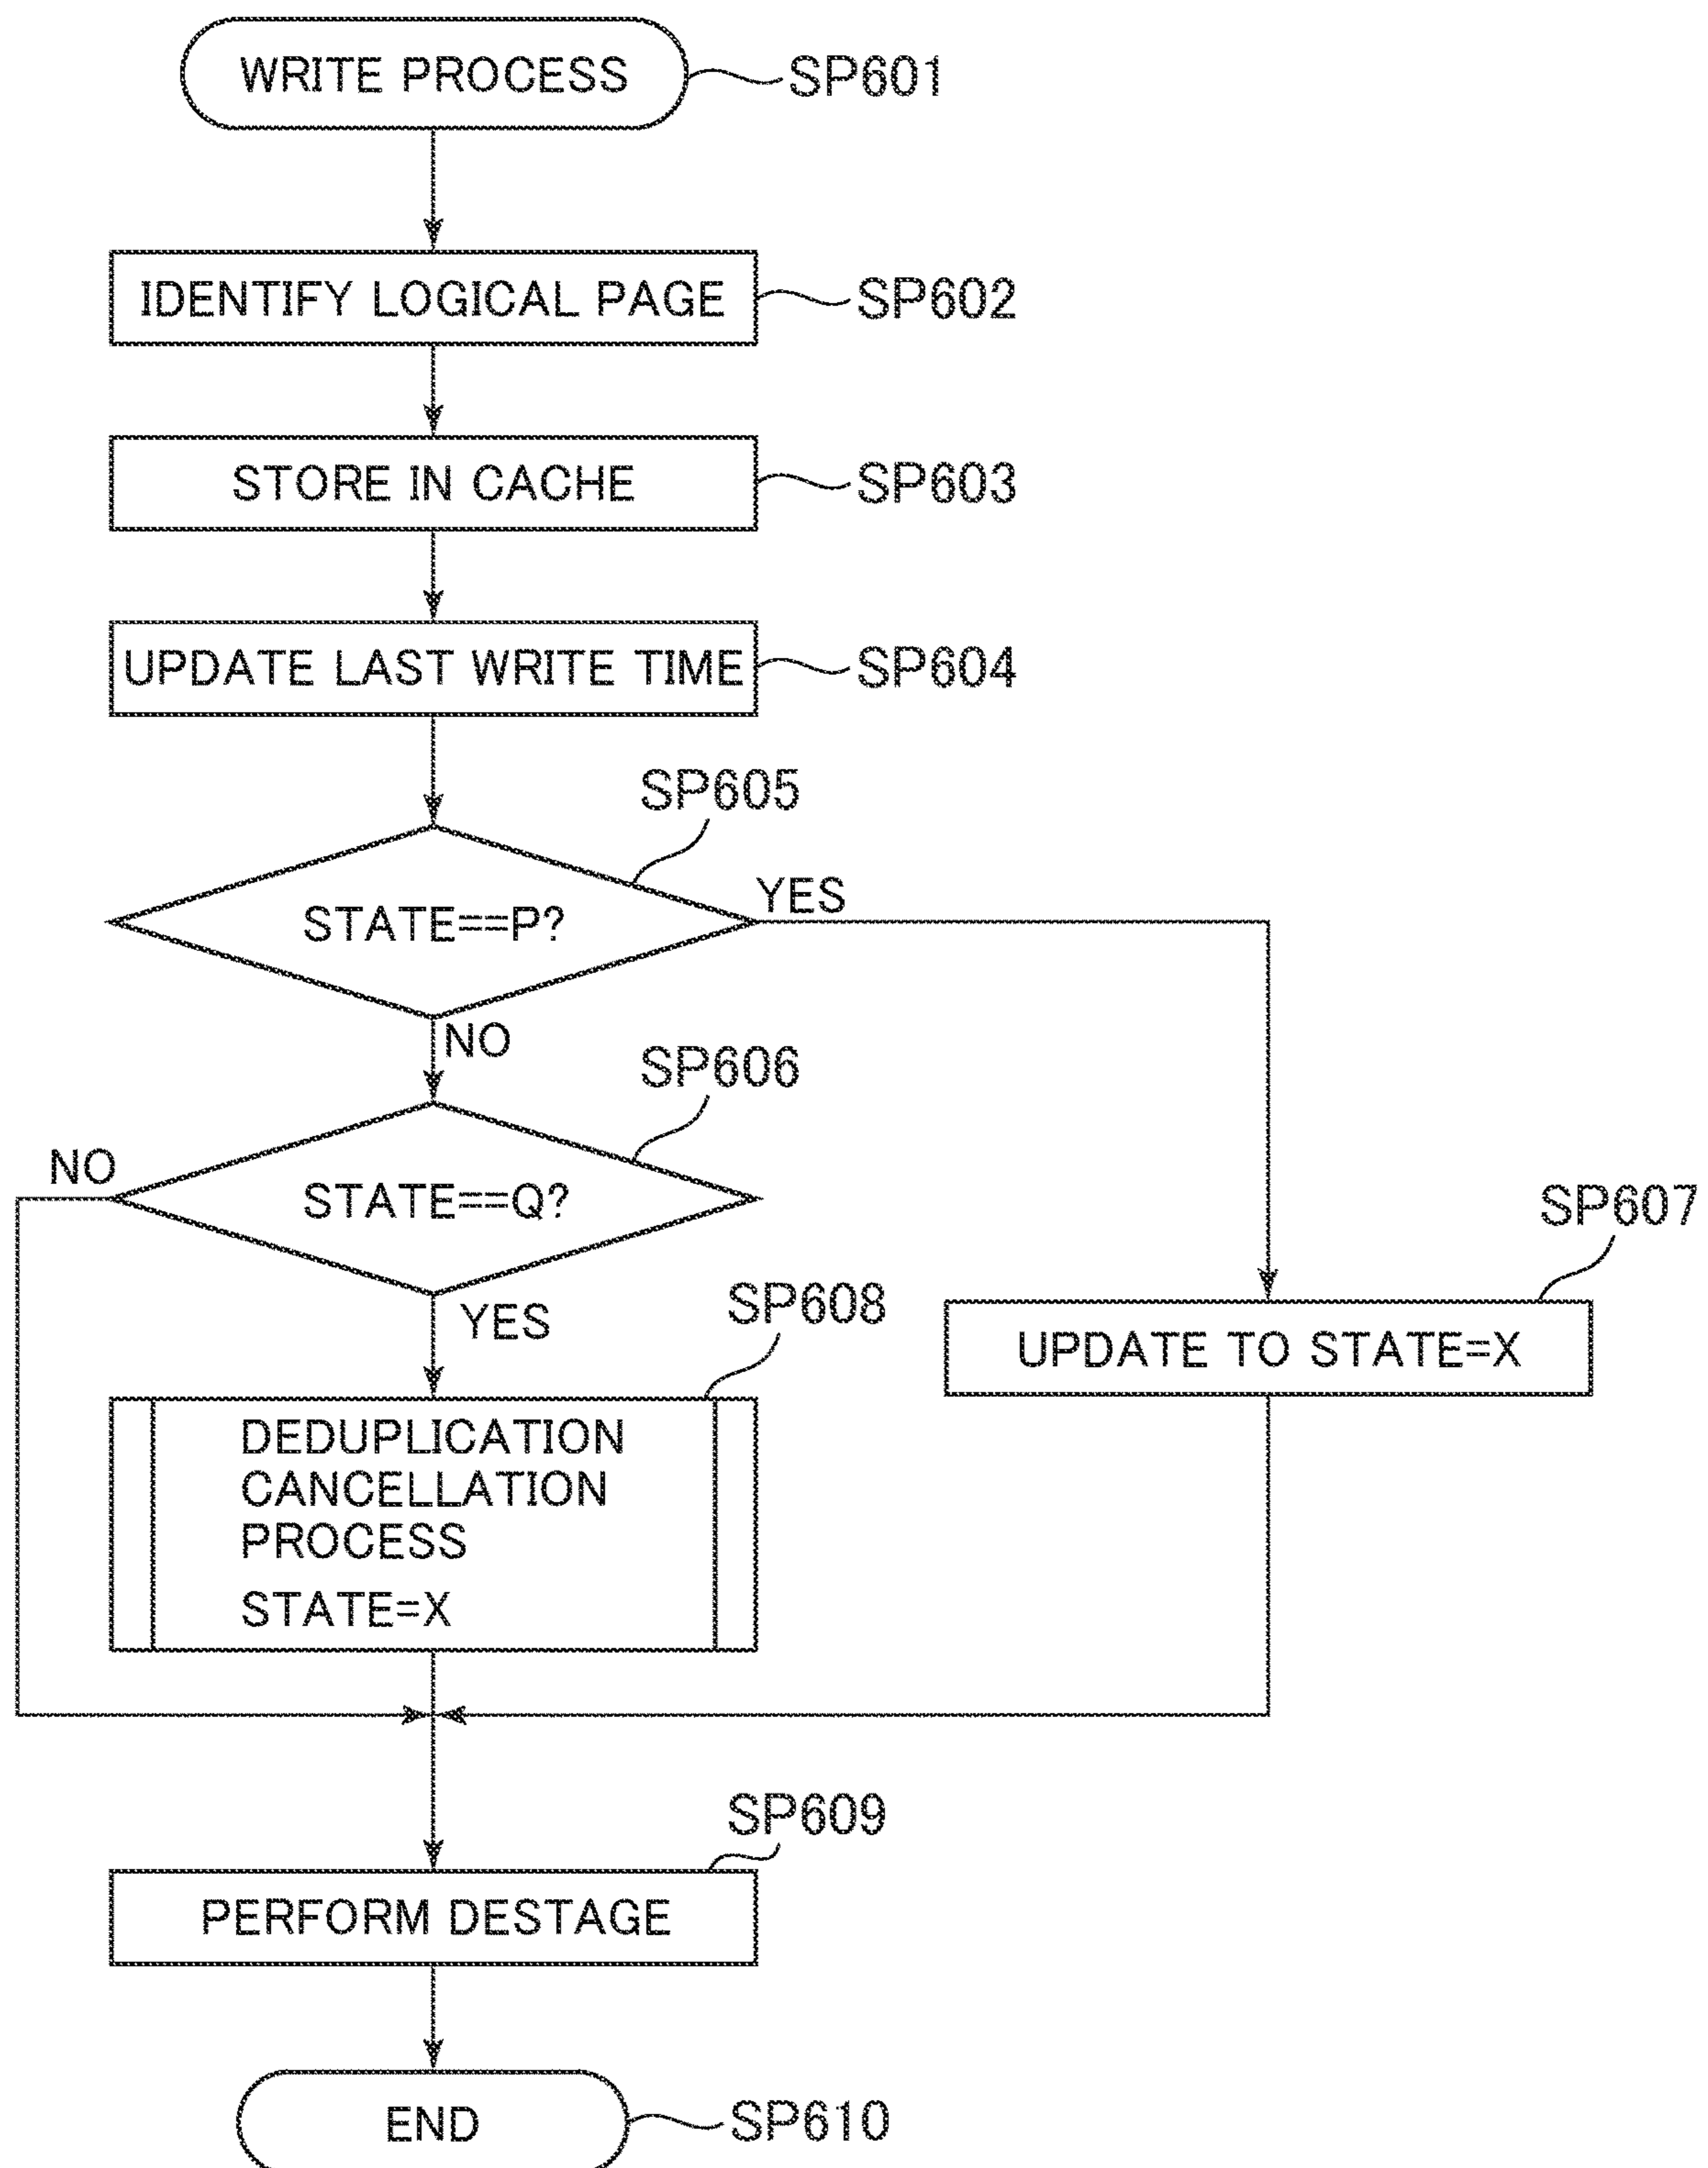 WRITE PROCESS
SP601
IDENTIFY LOGICAL PAGE
SP602
STORE IN CACHE
SP603
UPDATE LAST WRITE TIME
SP604
SP605
STATE==P?
YES
NO
SP606
NO
STATE==Q?
SP607
YES
SP608
UPDATE TO STATE=X
DEDUPLICATION
CANCELLATION
PROCESS
STATE=X
SP609
PERFORM DESTAGE
END
SP610